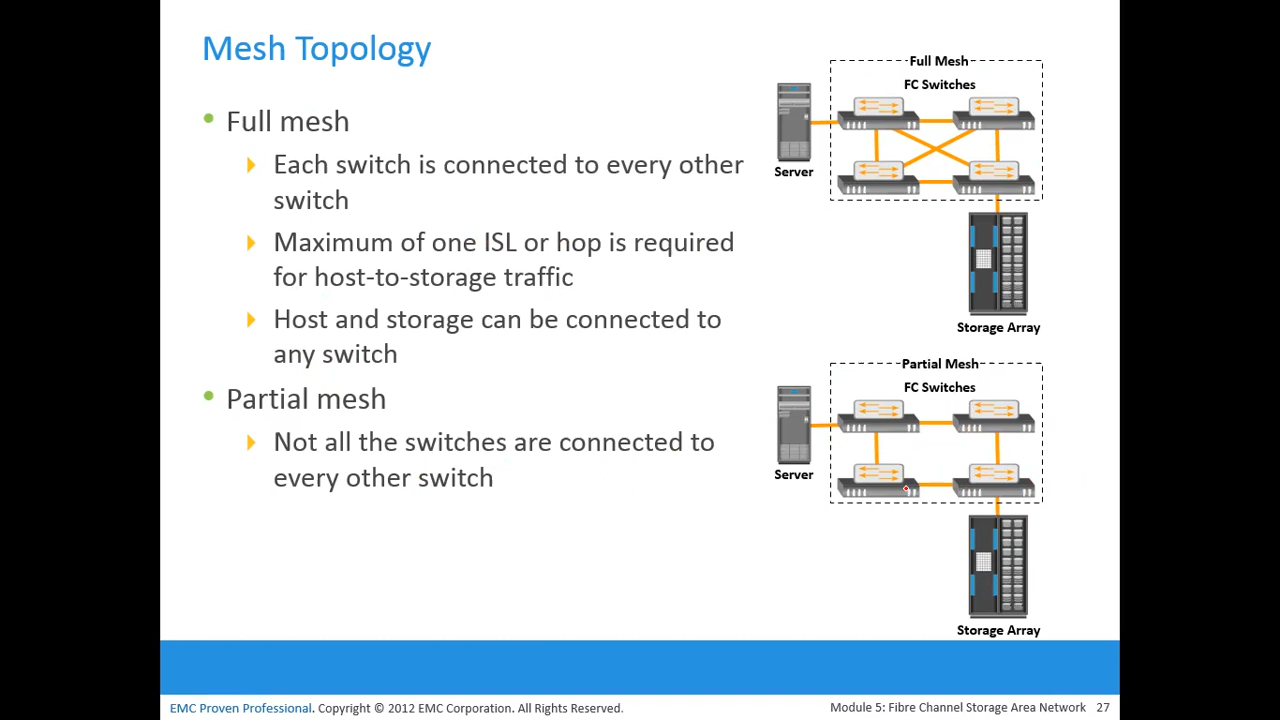 Mesh Topology
Full mesh
Each switch is connected to every other
switch
Maximum of one ISL or hop is required
for host-to-storage traffic
Host and storage can be connected to
any switch
Partial mesh
Not all the switches are connected to
every other switch
Full Mesh
FC Switches
Server
Storage Array
Partial Mesh
FC Switches
Server
Storage Array
EMC Proven Professional. Copyright © 2012 EMC Corporation. All Rights Reserved.
Module 5: Fibre Channel Storage Area Network 27